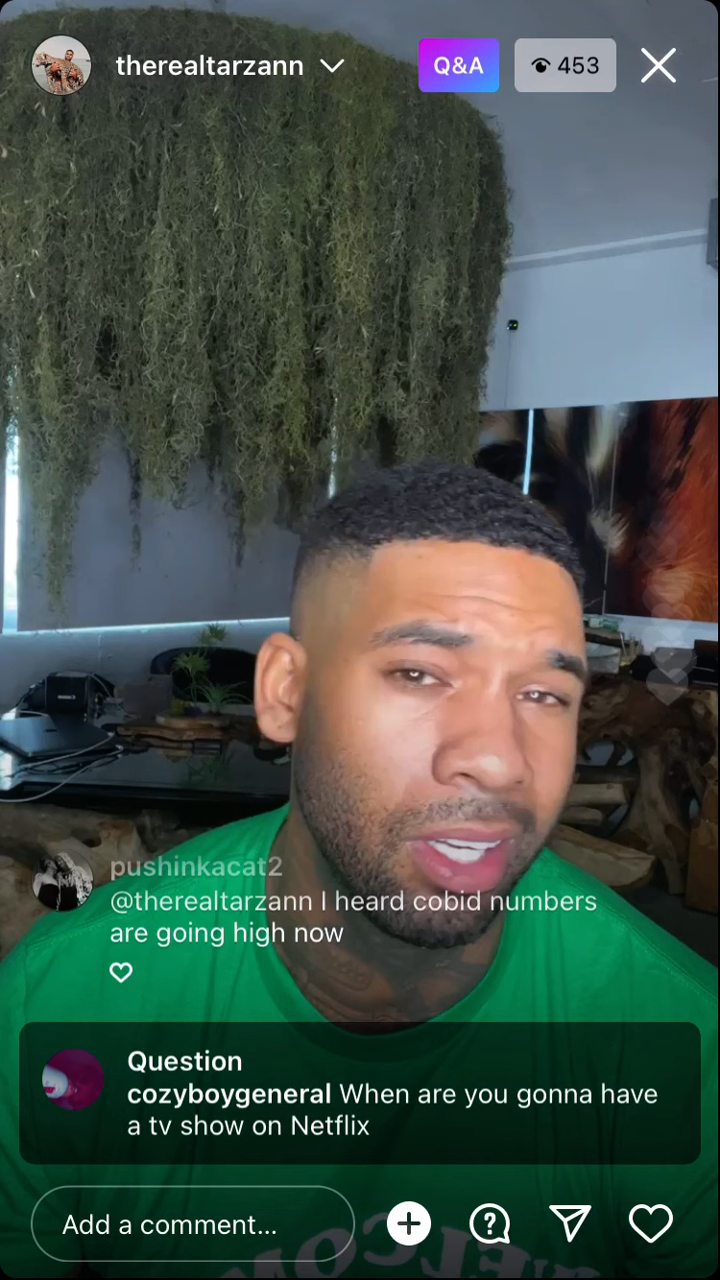 therealtarzann
Q&A
453
pushinkacat2
@therealtarzann I heard cobid numbers
are going high now
Question
cozyboygeneral When are you gonna have
a tv show on Netflix
Add a comment...